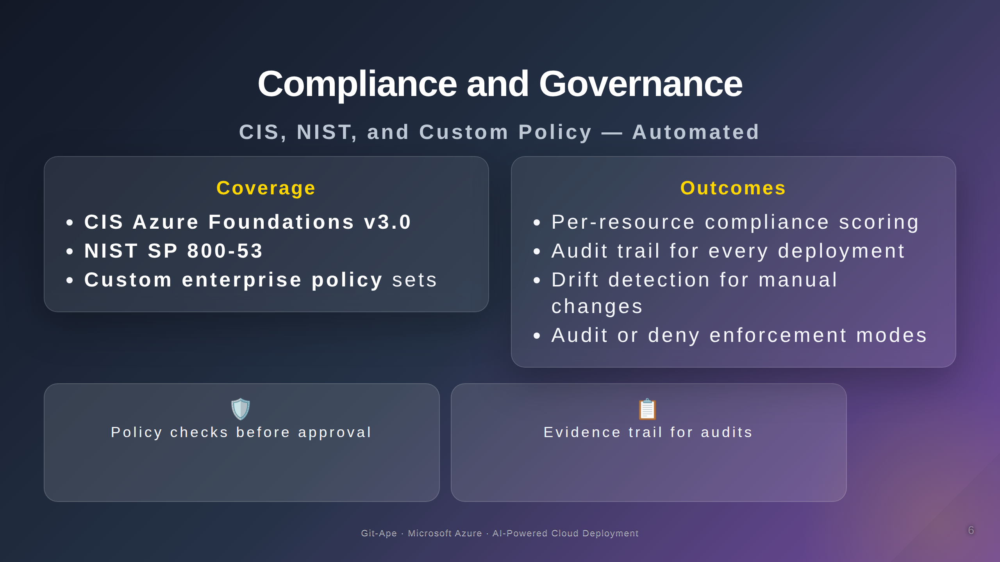 Compliance and Governance
CIS, NIST, and Custom Policy — Automated
Coverage
• CIS Azure Foundations v3.0
• NIST SP 800-53
• Custom enterprise policy sets
Outcomes
• Per-resource compliance scoring
• Audit trail for every deployment
• Drift detection for manual
changes
• Audit or deny enforcement modes
Policy checks before approval
Evidence trail for audits
Git-Ape · Microsoft Azure · AI-Powered Cloud Deployment
6